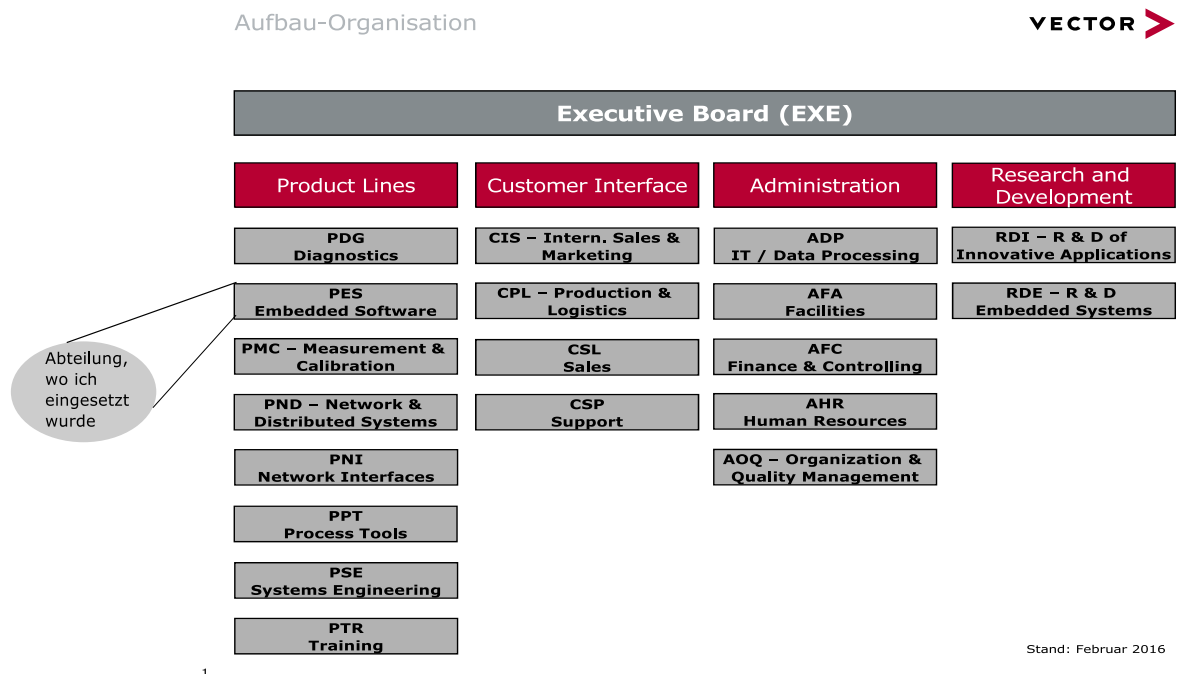 Aufbau-Organisation
VECTOR
Executive Board (EXE)
Product Lines
PDG
Diagnostics
PES
Embedded Software
PMC – Measurement &
Calibration
PND – Network &
Distributed Systems
PNI
Network Interfaces
PPT
Process Tools
PSE
Systems Engineering
PTR
Training
Customer Interface
CIS – Intern. Sales &
Marketing
CPL – Production &
Logistics
CSL
Sales
CSP
Support
Administration
ADP
IT / Data Processing
AFA
Facilities
AFC
Finance & Controlling
AHR
Human Resources
AOQ – Organization &
Quality Management
Research and
Development
RDI – R & D of
Innovative Applications
RDE – R & D
Embedded Systems
Abteilung,
wo ich
eingesetzt
wurde
Stand: Februar 2016
1